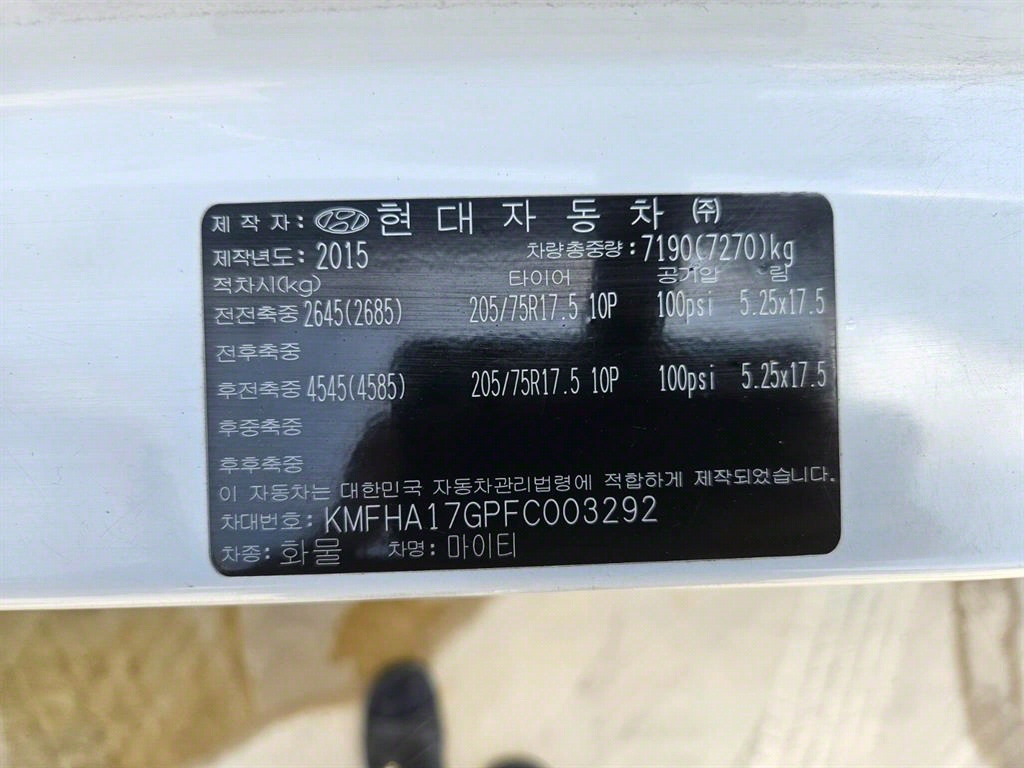 제 작 자: 현 대 자 동 차 ㈜
제작년도: 2015 차량총중량: 7190(7270)kg
적차시(kg) 타이어 공기압 림
전전축중 2645(2685) 205/75R17.5 10P 100psi 5.25x17.5
전후축중
후전축중 4545(4585) 205/75R17.5 10P 100psi 5.25x17.5
후중축중
후후축중
이 자동차는 대한민국 자동차관리법령에 적합하게 제작되었습니다.
차대번호: KMFHA17GPFC003292
차종: 화물 차명: 마이티